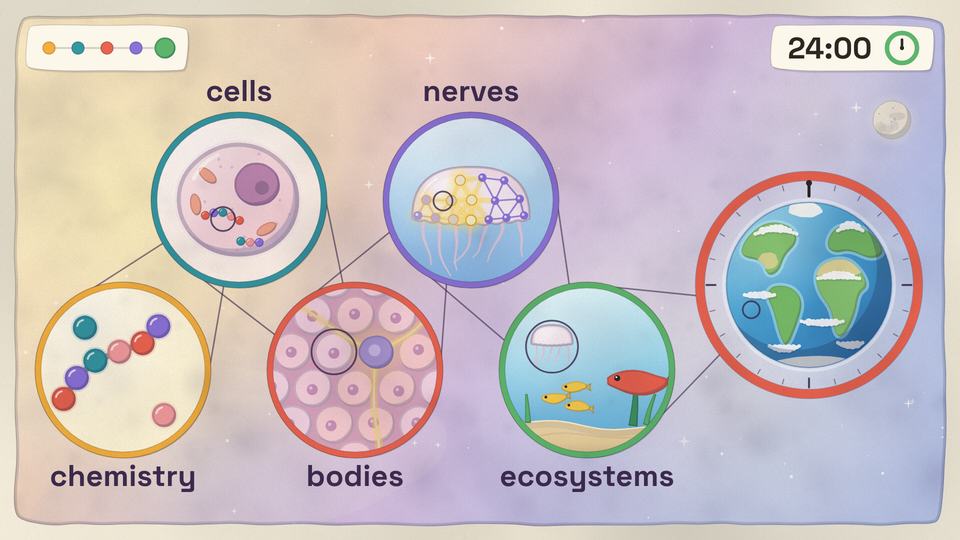 24:00
cells
nerves
chemistry
bodies
ecosystems